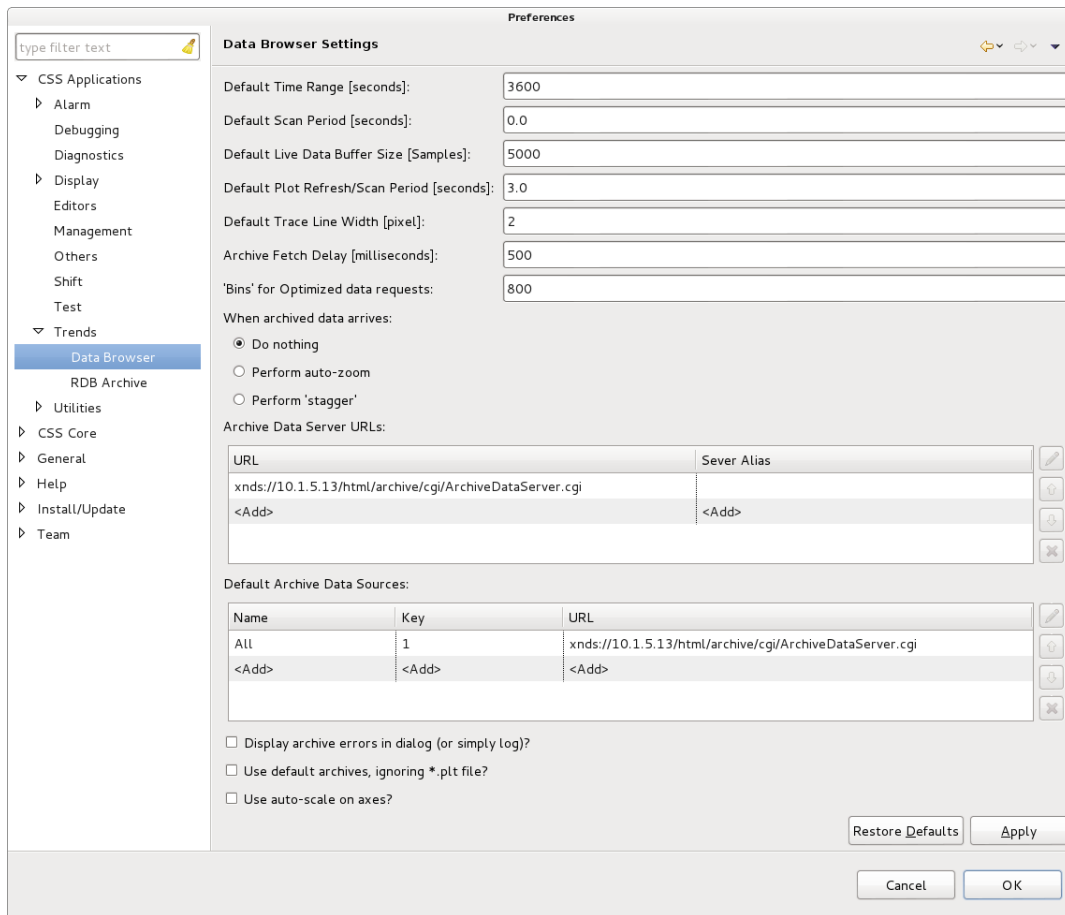 Preferences
type filter text
CSS Applications
Alarm
Debugging
Diagnostics
Display
Editors
Management
Others
Shift
Test
Trends
Data Browser
RDB Archive
Utilities
CSS Core
General
Help
Install/Update
Team
Data Browser Settings
Default Time Range [seconds]: 3600
Default Scan Period [seconds]: 0.0
Default Live Data Buffer Size [Samples]: 5000
Default Plot Refresh/Scan Period [seconds]: 3.0
Default Trace Line Width [pixel]: 2
Archive Fetch Delay [milliseconds]: 500
'Bins' for Optimized data requests: 800
When archived data arrives:
Do nothing
Perform auto-zoom
Perform 'stagger'
Archive Data Server URLs:
URL Sever Alias
xnds://10.1.5.13/html/archive/cgi/ArchiveDataServer.cgi
<Add> <Add>
Default Archive Data Sources:
Name Key URL
All 1 xnds://10.1.5.13/html/archive/cgi/ArchiveDataServer.cgi
<Add> <Add> <Add>
Display archive errors in dialog (or simply log)?
Use default archives, ignoring *.plt file?
Use auto-scale on axes?
Restore Defaults Apply
Cancel OK